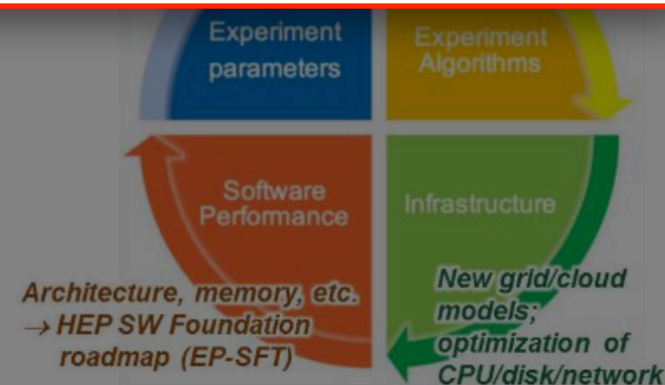 Experiment
parameters
Experiment
Algorithms
Software
Performance
Infrastructure
Architecture, memory, etc.
→ HEP SW Foundation
roadmap (EP-SFT)
New grid/cloud
models;
optimization of
CPU/disk/network